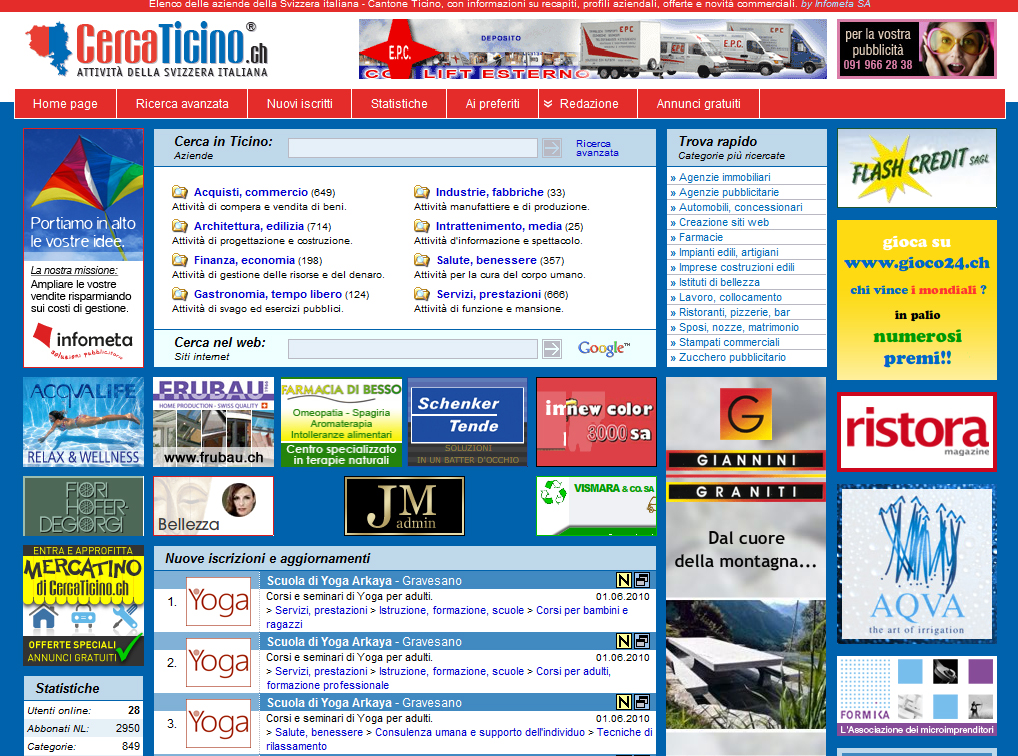 Elenco delle aziende della Svizzera italiana - Cantone Ticino, con informazioni su recapiti, profili aziendali, offerte e novità commerciali. by Infometa SA
CercaTicino.ch®
ATTIVITÀ DELLA SVIZZERA ITALIANA
E.P.C.
DEPOSITO
EPC
E.P.C.
CON LIFT ESTERNO
per la vostra
pubblicità
091 966 28 38
Home page
Ricerca avanzata
Nuovi iscritti
Statistiche
Ai preferiti
Redazione
Annunci gratuiti
Portiamo in alto
le vostre idee.
La nostra missione:
Ampliare le vostre
vendite risparmiando
sui costi di gestione.
infometa
soluzioni pubblicitarie
Cerca in Ticino:
Aziende
Ricerca
avanzata
Acquisti, commercio (649)
Attività di compera e vendita di beni.
Architettura, edilizia (714)
Attività di progettazione e costruzione.
Finanza, economia (198)
Attività di gestione delle risorse e del denaro.
Gastronomia, tempo libero (124)
Attività di svago ed esercizi pubblici.
Industrie, fabbriche (33)
Attività manifattiere e di produzione.
Intrattenimento, media (25)
Attività d'informazione e spettacolo.
Salute, benessere (357)
Attività per la cura del corpo umano.
Servizi, prestazioni (666)
Attività di funzione e mansione.
Cerca nel web:
Siti internet
Google™
Trova rapido
Categorie più ricercate
» Agenzie immobiliari
» Agenzie pubblicitarie
» Automobili, concessionari
» Creazione siti web
» Farmacie
» Impianti edili, artigiani
» Imprese costruzioni edili
» Istituti di bellezza
» Lavoro, collocamento
» Ristoranti, pizzerie, bar
» Sposi, nozze, matrimonio
» Stampati commerciali
» Zucchero pubblicitario
FLASH CREDIT SAGL
gioca su
www.gioco24.ch
chi vince i mondiali ?
in palio
numerosi
premi!!
ACQVALIFE
RELAX & WELLNESS
FRUBAU
HOME PRODUCTION - SWISS QUALITY
www.frubau.ch
FARMACIA DI BESSO
Omeopatia - Spagiria
Aromaterapia
Intolleranze alimentari
Centro specializzato
in terapie naturali
Schenker
Tende
SOLUZIONI
IN UN BATTER D'OCCHIO
new color
3000 sa
GIANNINI
GRANITI
Dal cuore
della montagna...
ristora
magazine
FIORI
HOFER-
DEGIORGI
Bellezza
JM
admin
VISMARA & CO. SA
AQVA
the art of irrigation
ENTRA E APPROFITTA
MERCATINO
di CercaTicino.ch
OFFERTE SPECIALI
ANNUNCI GRATUITI
Nuove iscrizioni e aggiornamenti
1.
Yoga
Scuola di Yoga Arkaya - Gravesano
N
Corsi e seminari di Yoga per adulti.
01.06.2010
> Servizi, prestazioni > Istruzione, formazione, scuole > Corsi per bambini e
ragazzi
2.
Yoga
Scuola di Yoga Arkaya - Gravesano
N
Corsi e seminari di Yoga per adulti.
01.06.2010
> Servizi, prestazioni > Istruzione, formazione, scuole > Corsi per adulti,
formazione professionale
3.
Yoga
Scuola di Yoga Arkaya - Gravesano
N
Corsi e seminari di Yoga per adulti.
01.06.2010
> Salute, benessere > Consulenza umana e supporto dell'individuo > Tecniche di
rilassamento
Statistiche
Utenti online: 28
Abbonati NL: 2950
Categorie: 849
FORMIKA
L'Associazione dei microimprenditori